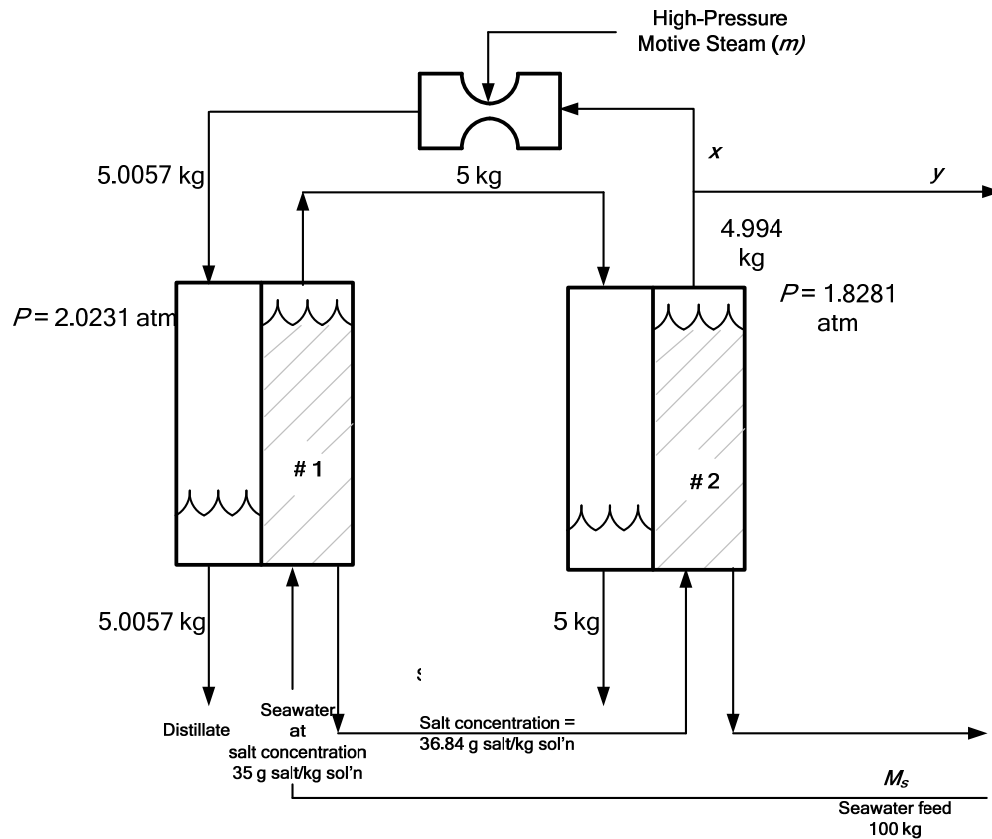 High-Pressure
Motive Steam (m)
x
5.0057 kg
5 kg
y
4.994
kg
P = 2.0231 atm
P = 1.8281
atm
# 1
# 2
5.0057 kg
5 kg
Distillate
Seawater
at
salt concentration
35 g salt/kg sol'n
Salt concentration =
36.84 g salt/kg sol'n
Ms
Seawater feed
100 kg